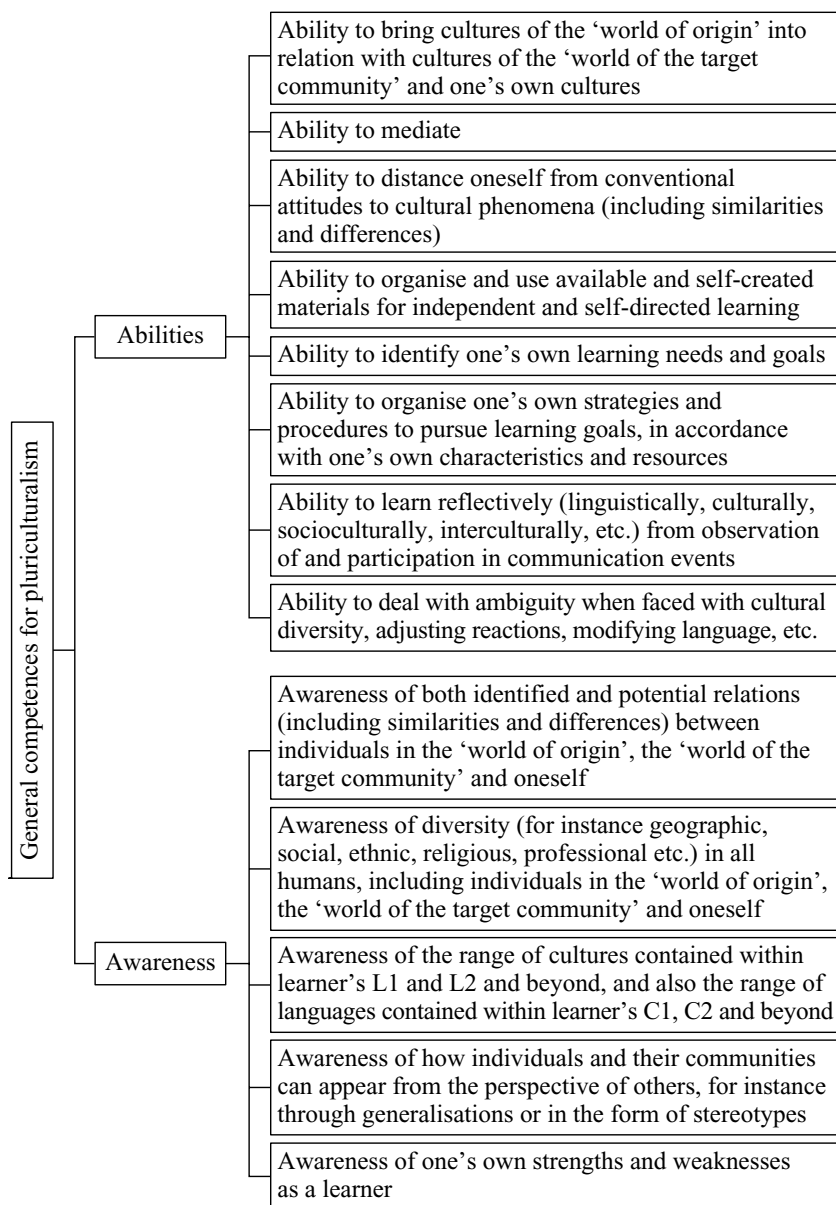 General competences for pluriculturalism
Abilities
Ability to bring cultures of the ‘world of origin’ into
relation with cultures of the ‘world of the target
community’ and one’s own cultures
Ability to mediate
Ability to distance oneself from conventional
attitudes to cultural phenomena (including similarities
and differences)
Ability to organise and use available and self-created
materials for independent and self-directed learning
Ability to identify one’s own learning needs and goals
Ability to organise one’s own strategies and
procedures to pursue learning goals, in accordance
with one’s own characteristics and resources
Ability to learn reflectively (linguistically, culturally,
socioculturally, interculturally, etc.) from observation
of and participation in communication events
Ability to deal with ambiguity when faced with cultural
diversity, adjusting reactions, modifying language, etc.
Awareness
Awareness of both identified and potential relations
(including similarities and differences) between
individuals in the ‘world of origin’, the ‘world of the
target community’ and oneself
Awareness of diversity (for instance geographic,
social, ethnic, religious, professional etc.) in all
humans, including individuals in the ‘world of origin’,
the ‘world of the target community’ and oneself
Awareness of the range of cultures contained within
learner’s L1 and L2 and beyond, and also the range of
languages contained within learner’s C1, C2 and beyond
Awareness of how individuals and their communities
can appear from the perspective of others, for instance
through generalisations or in the form of stereotypes
Awareness of one’s own strengths and weaknesses
as a learner